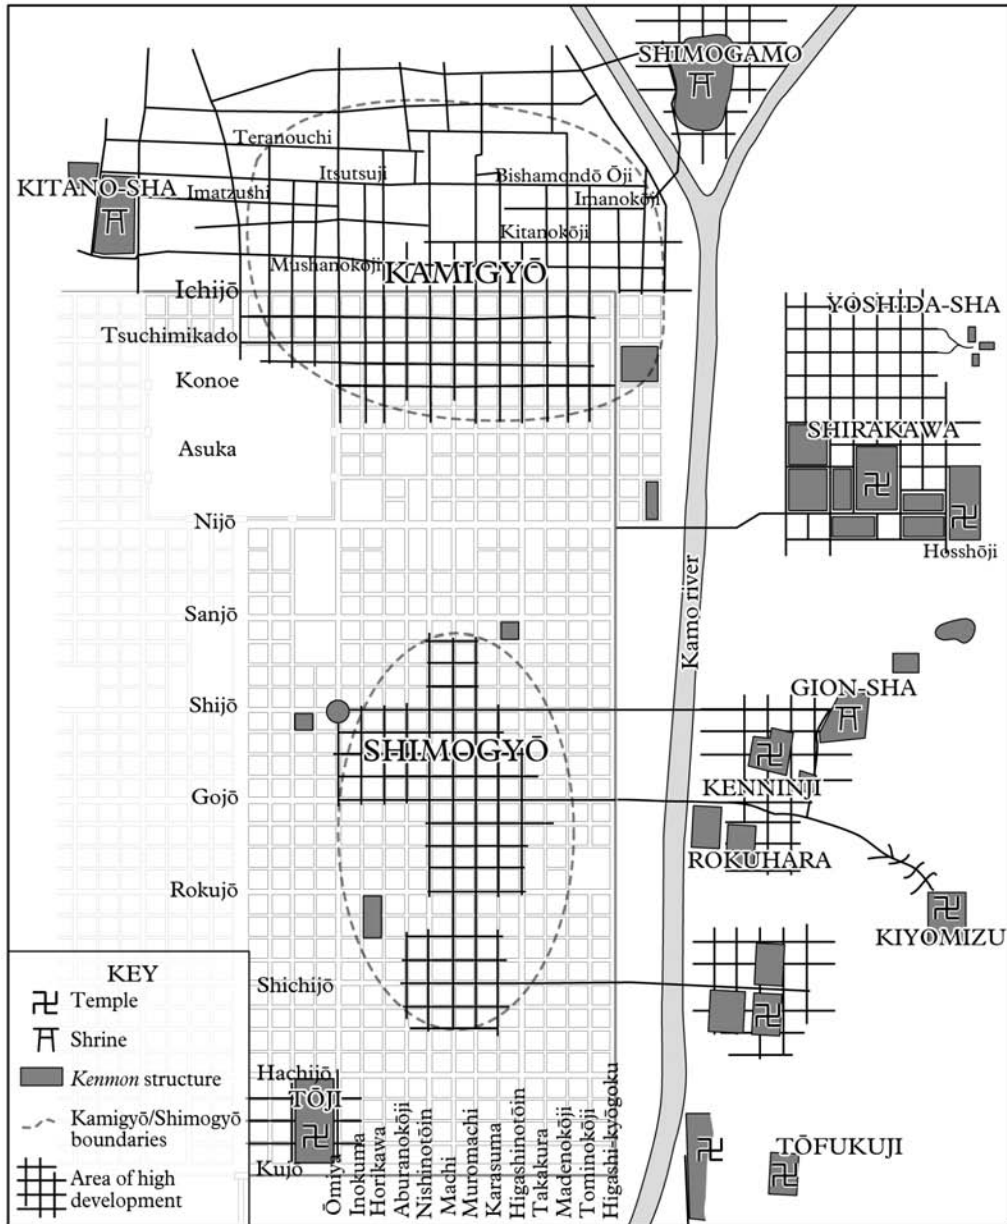 SHIMOGAMO
Teranouchi
KITANO-SHA
Itsutsuji
Bishamondō Ōji
Imatzushi
Imanokōji
Kitanokōji
Mushanokōji
KAMIGYŌ
Ichijō
YOSHIDA-SHA
Tsuchimikado
Konoe
SHIRAKAWA
Asuka
Nijō
Hosshōji
Sanjō
Kamo river
Shijō
GION-SHA
SHIMOGYŌ
Gojō
KENNINJI
ROKUHARA
Rokujō
KIYOMIZU
Shichijō
Hachijō
TŌJI
TŌFUKUJI
Kujō
Ōmiya
Inokuma
Horikawa
Aburanokōji
Nishinotōin
Machi
Muromachi
Karasuma
Higashinotōin
Takakura
Madenokōji
Tominokōji
Higashi-kyōgoku
KEY
Temple
Shrine
Kenmon structure
Kamigyō/Shimogyō
boundaries
Area of high
development